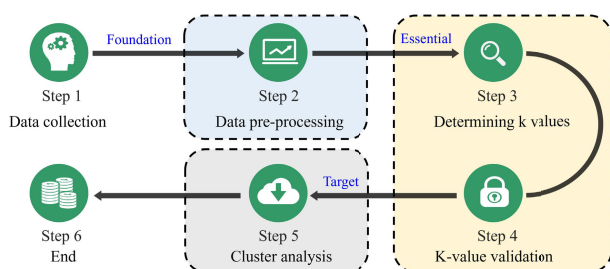 Foundation
Essential
Step 1
Step 2
Step 3
Data collection
Data pre-processing
Determining k values
Target
Step 6
Step 5
Step 4
End
Cluster analysis
K-value validation